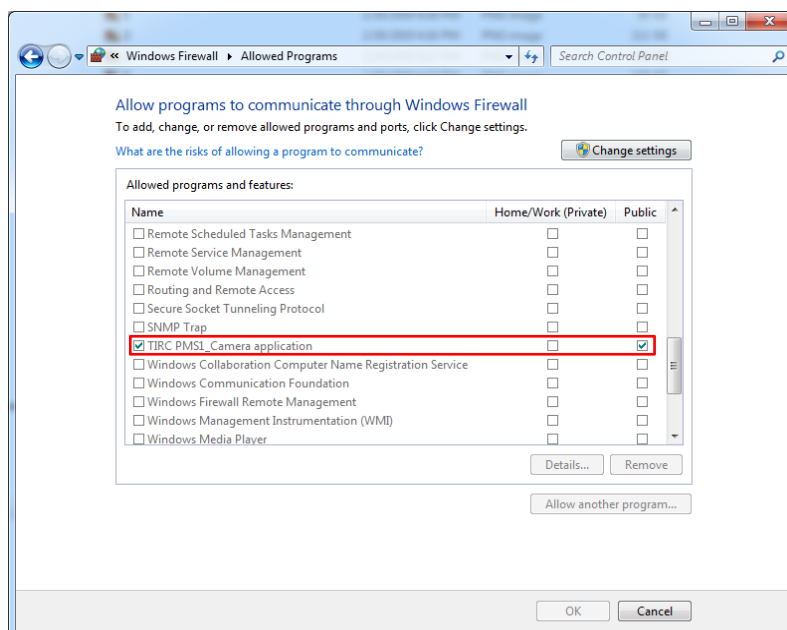 Windows Firewall
Allowed Programs
Search Control Panel
Allow programs to communicate through Windows Firewall
To add, change, or remove allowed programs and ports, click Change settings.
What are the risks of allowing a program to communicate?
Change settings
Allowed programs and features:
Name Home/Work (Private) Public
Remote Scheduled Tasks Management
Remote Service Management
Remote Volume Management
Routing and Remote Access
Secure Socket Tunneling Protocol
SNMP Trap
TIRC PMS1_Camera application
Windows Collaboration Computer Name Registration Service
Windows Communication Foundation
Windows Firewall Remote Management
Windows Management Instrumentation (WMI)
Windows Media Player
Details... Remove
Allow another program...
OK Cancel